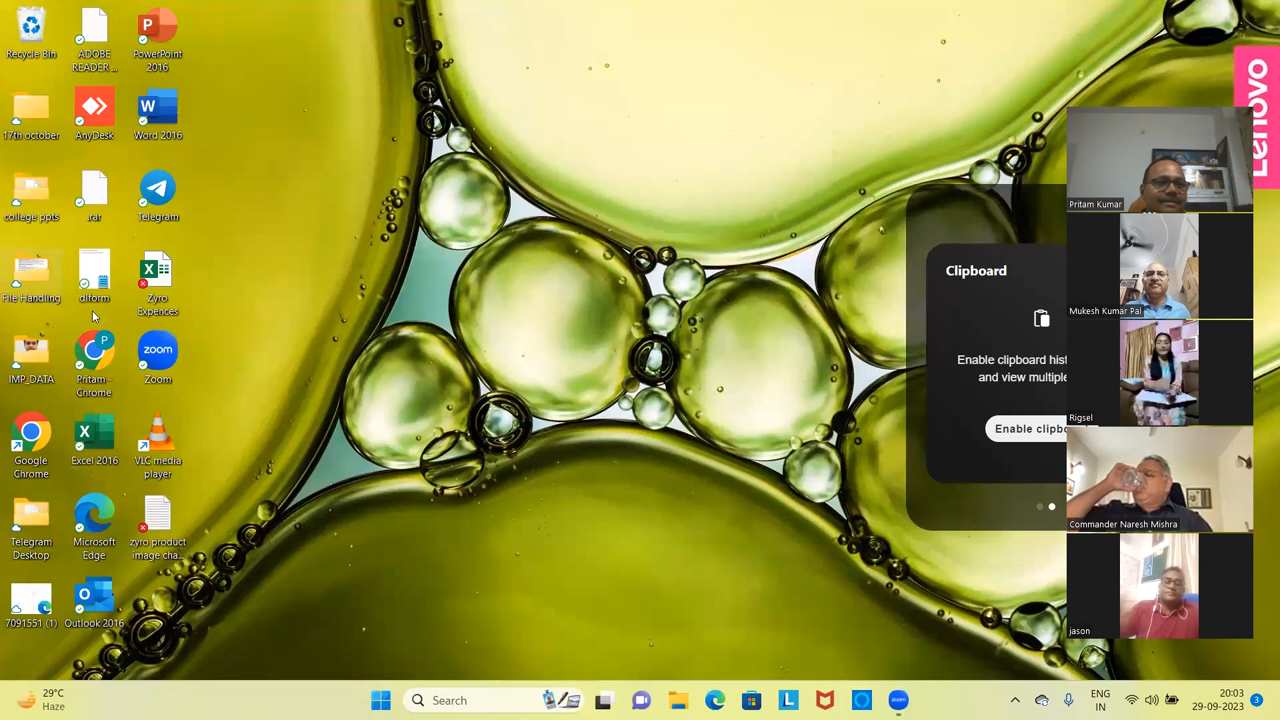 Recycle Bin
ADOBE
READER ...
PowerPoint
2016
17th october
AnyDesk
Word 2016
college ppts
.rar
Telegram
File Handling
dlform
Zyro
Expences
IMP_DATA
Pritam -
Chrome
Zoom
Google
Chrome
Excel 2016
VLC media
player
Telegram
Desktop
Microsoft
Edge
zyro product
image cha...
7091551 (1)
Outlook 2016
Lenovo
Clipboard
Enable clipboard hist
and view multiple
Enable clipbo
Pritam Kumar
Mukesh Kumar Pal
Rigsel
Commander Naresh Mishra
jason
29°C
Haze
Search
zoom
ENG
IN
20:03
29-09-2023
3